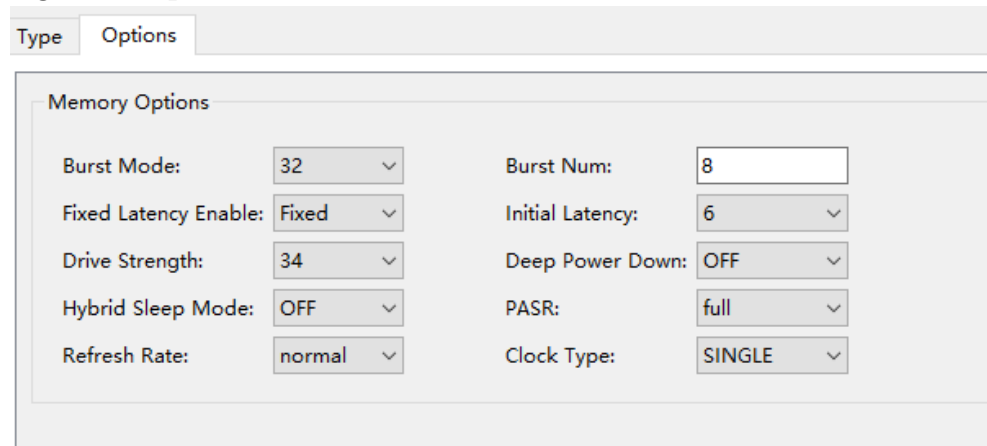 Type Options
Memory Options
Burst Mode: 32 Burst Num: 8
Fixed Latency Enable: Fixed Initial Latency: 6
Drive Strength: 34 Deep Power Down: OFF
Hybrid Sleep Mode: OFF PASR: full
Refresh Rate: normal Clock Type: SINGLE